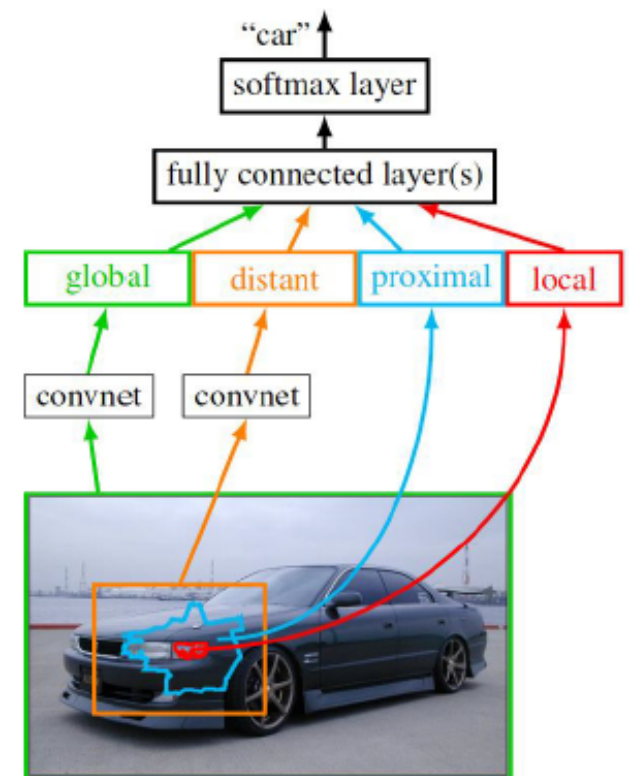 “car”
softmax layer
fully connected layer(s)
global distant proximal local
convnet convnet